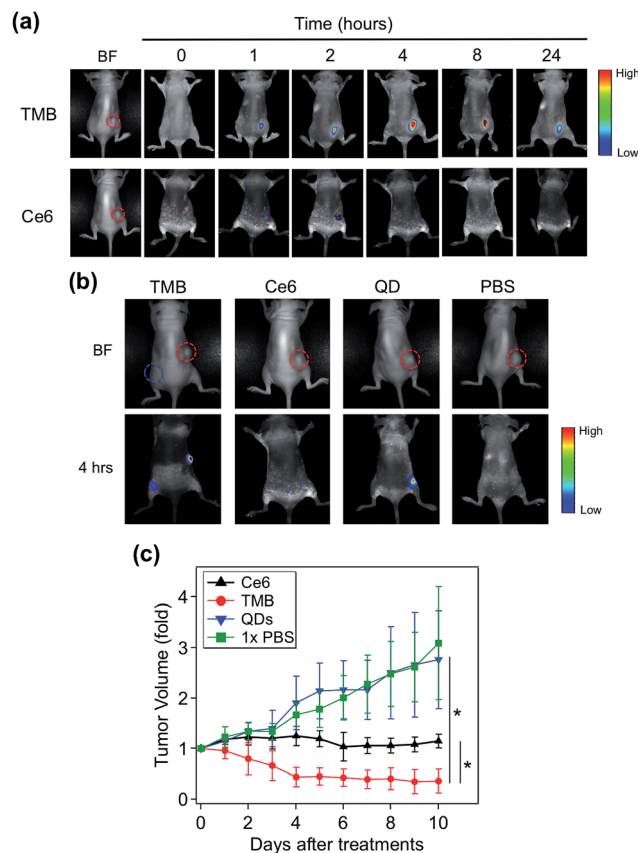 (a)
Time (hours)
BF 0 1 2 4 8 24
TMB
High
Low
Ce6
(b)
TMB Ce6 QD PBS
BF
4 hrs
High
Low
(c)
Tumor Volume (fold)
4
3
2
1
0
Ce6
TMB
QDs
1x PBS
*
*
0 2 4 6 8 10
Days after treatments